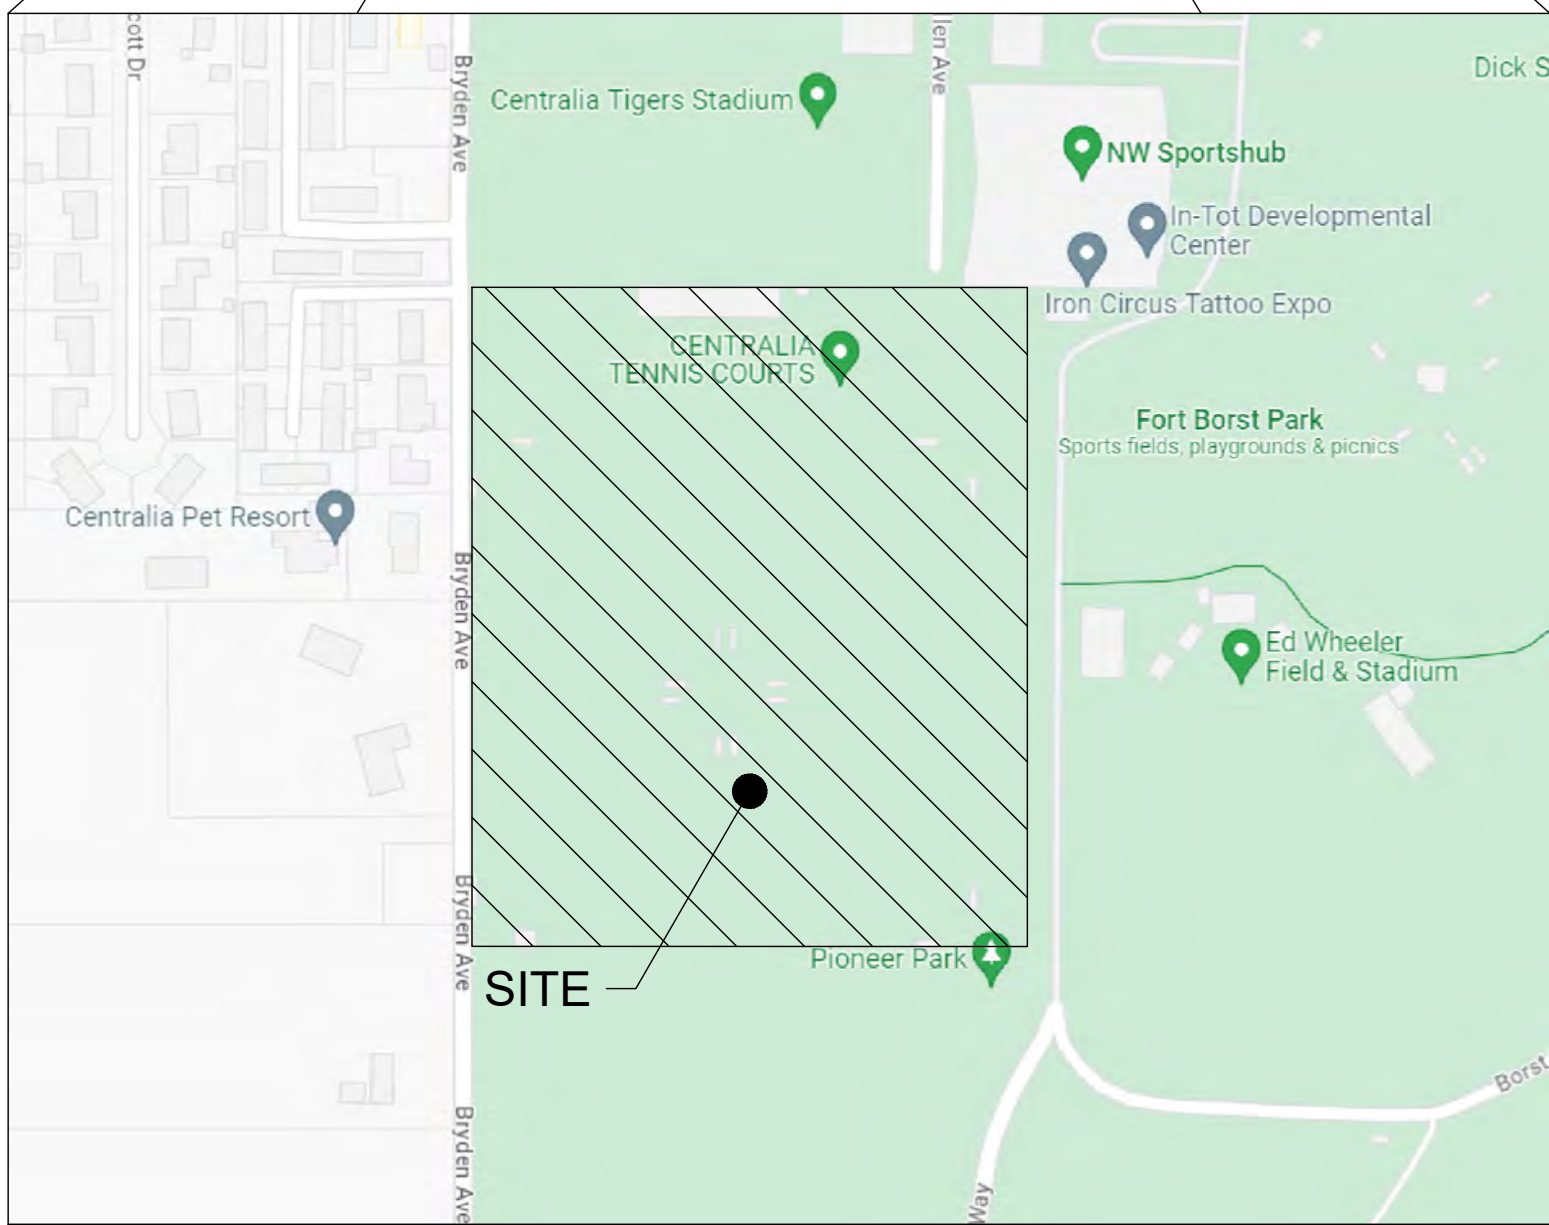 cott Dr
Bryden Ave
len Ave
Dick S
Centralia Tigers Stadium
NW Sportshub
In-Tot Developmental
Center
Iron Circus Tattoo Expo
CENTRALIA
TENNIS COURTS
Fort Borst Park
Sports fields, playgrounds & picnics
Centralia Pet Resort
Bryden Ave
Ed Wheeler
Field & Stadium
Bryden Ave
Pioneer Park
SITE
Borst
Bryden Ave
Way